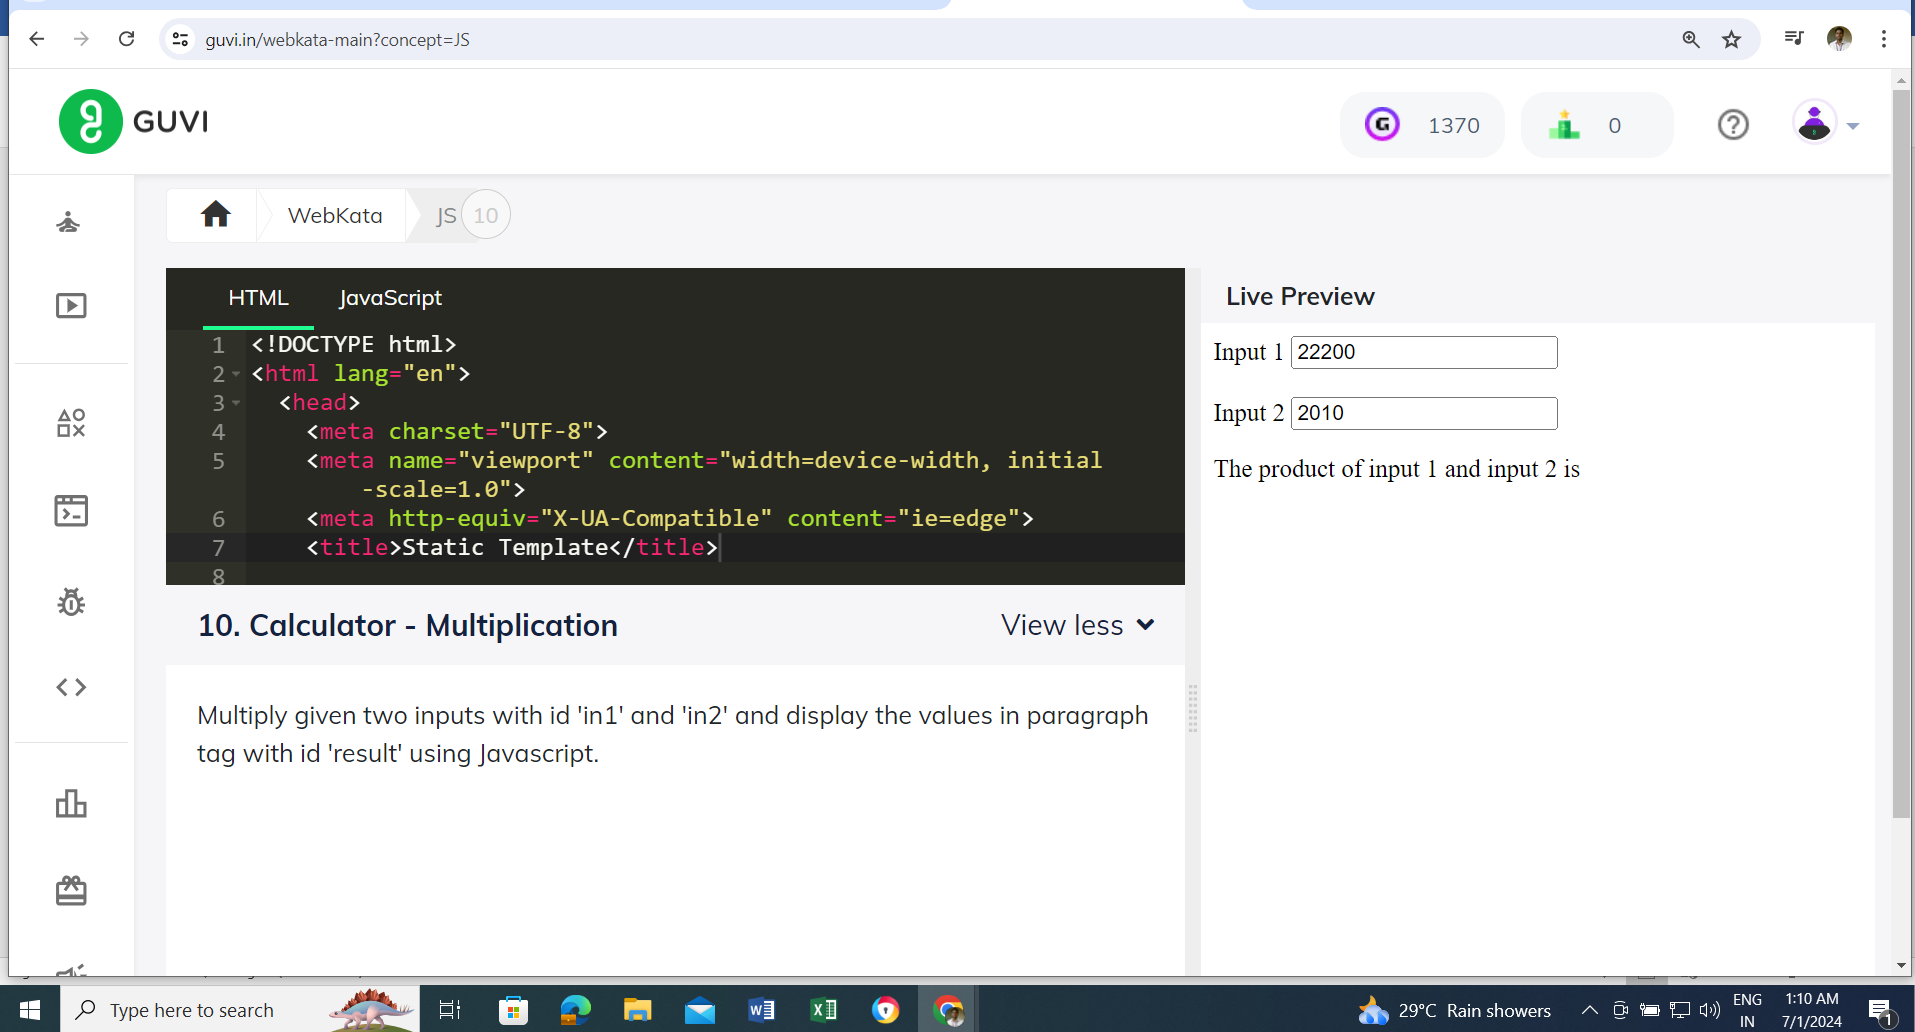 guvi.in/webkata-main?concept=JS
GUVI
1370
0
WebKata
JS
10
HTML
JavaScript
Live Preview
1 <!DOCTYPE html>
2 <html lang="en">
3 <head>
4 <meta charset="UTF-8">
5 <meta name="viewport" content="width=device-width, initial
-scale=1.0">
6 <meta http-equiv="X-UA-Compatible" content="ie=edge">
7 <title>Static Template</title>
8
Input 1 22200
Input 2 2010
The product of input 1 and input 2 is
10. Calculator - Multiplication
View less
Multiply given two inputs with id 'in1' and 'in2' and display the values in paragraph
tag with id 'result' using Javascript.
Type here to search
29°C Rain showers
ENG
IN
1:10 AM
7/1/2024
1